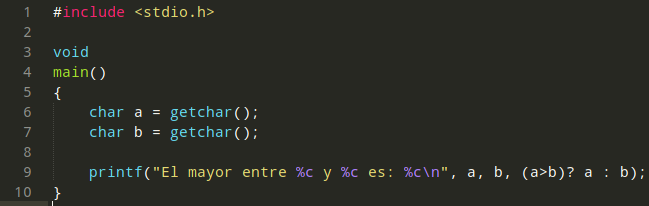 1 #include <stdio.h>
2
3 void
4 main()
5 {
6     char a = getchar();
7     char b = getchar();
8
9     printf("El mayor entre %c y %c es: %c\n", a, b, (a>b)? a : b);
10 }